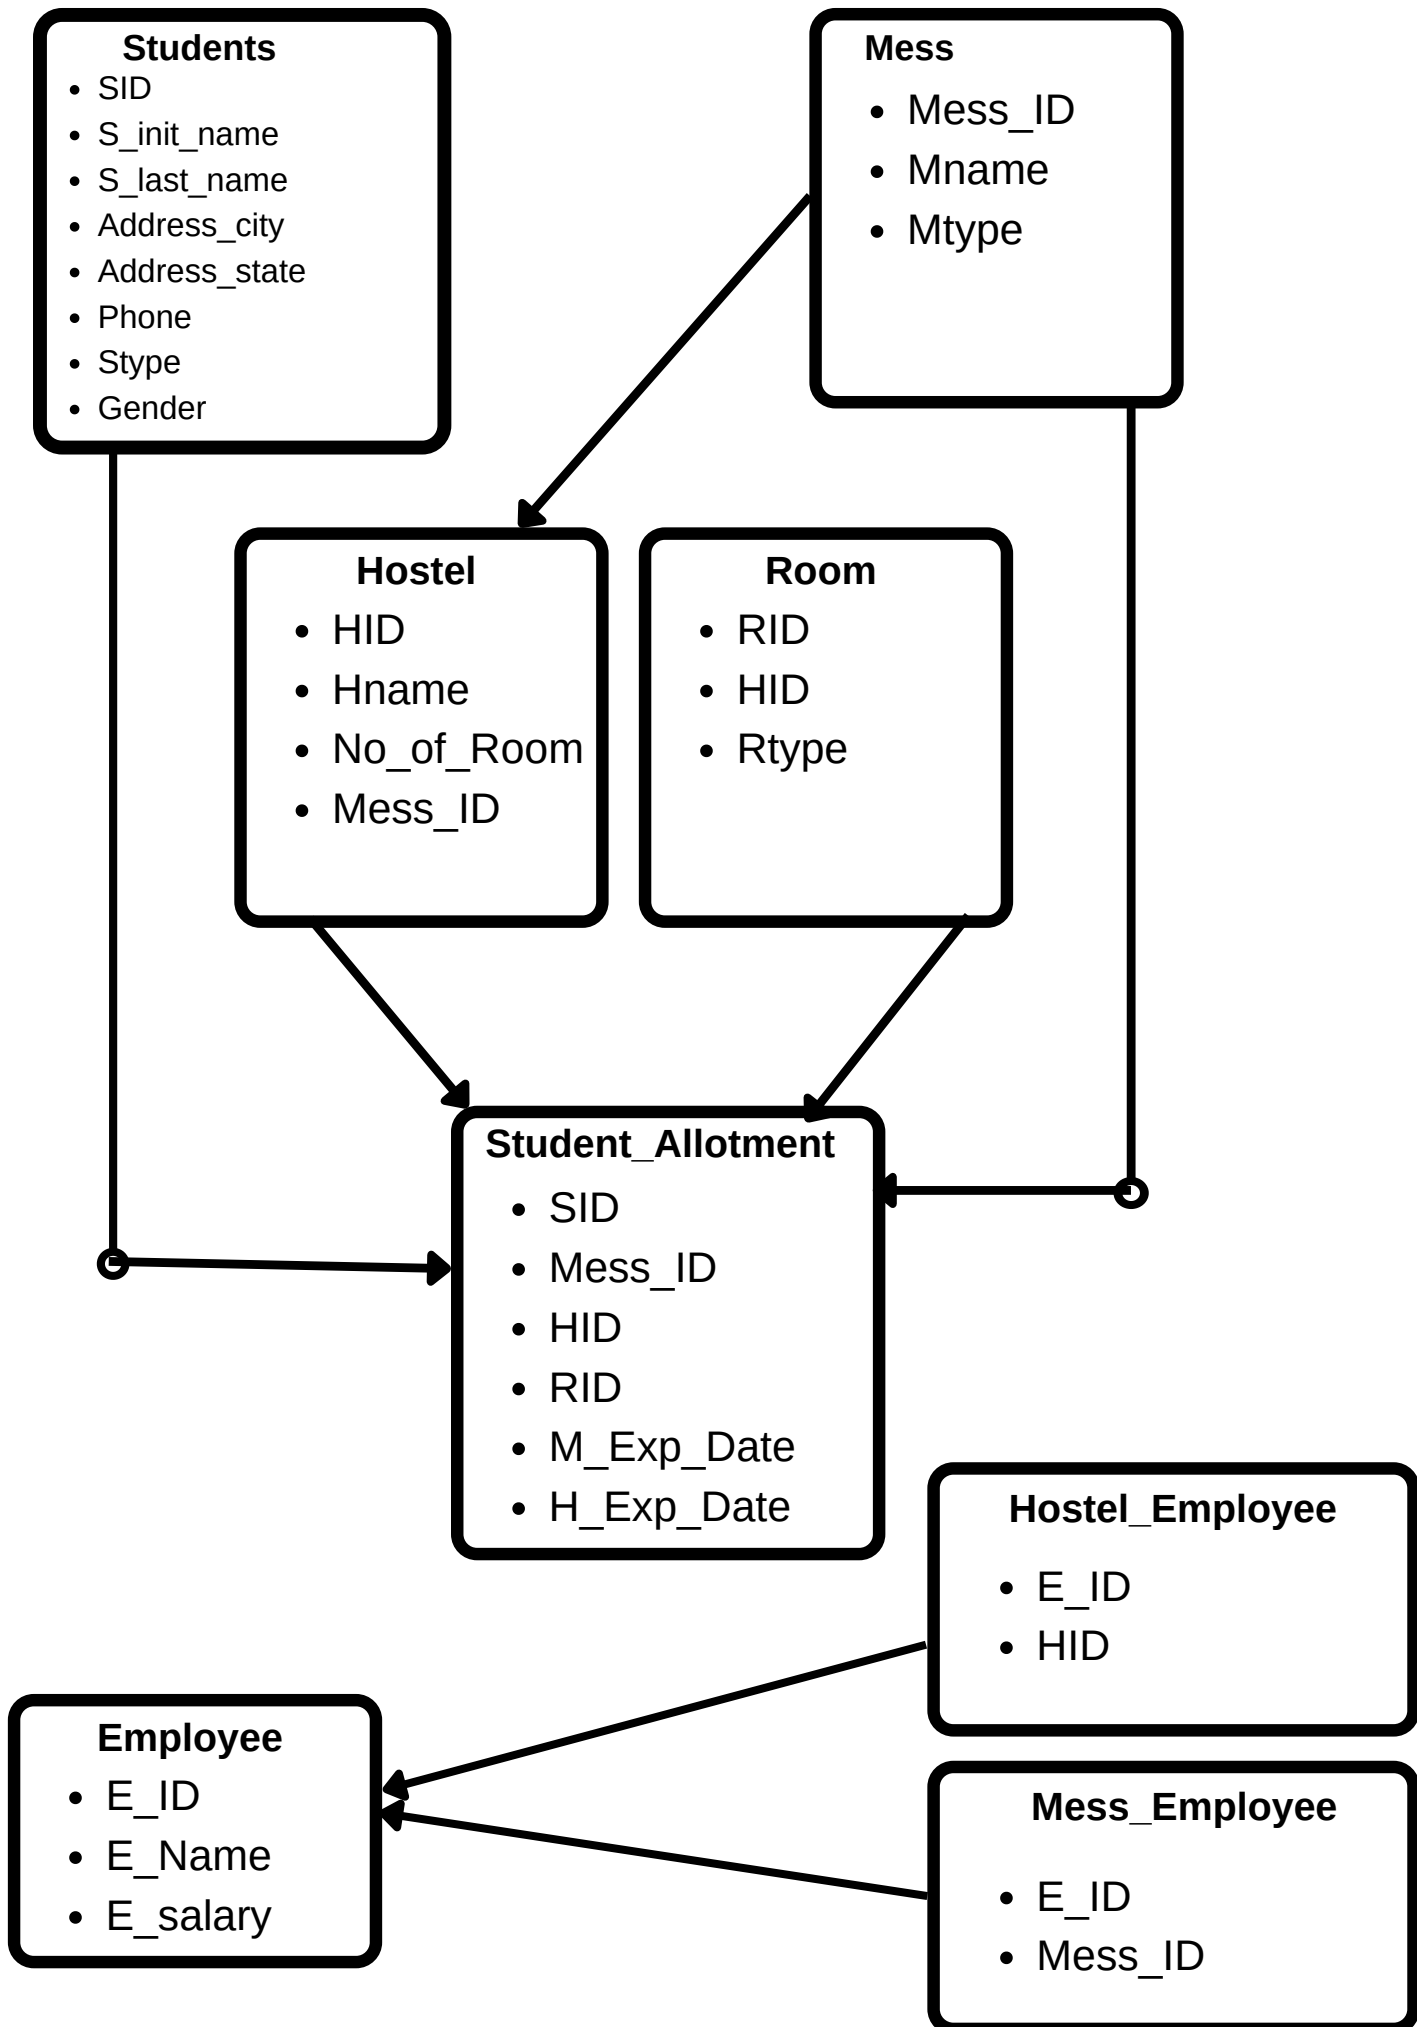 Students
SID
S_init_name
S_last_name
Address_city
Address_state
Phone
Stype
Gender
Mess
Mess_ID
Mname
Mtype
Hostel
HID
Hname
No_of_Room
Mess_ID
Room
RID
HID
Rtype
Student_Allotment
SID
Mess_ID
HID
RID
M_Exp_Date
H_Exp_Date
Hostel_Employee
E_ID
HID
Employee
E_ID
E_Name
E_salary
Mess_Employee
E_ID
Mess_ID